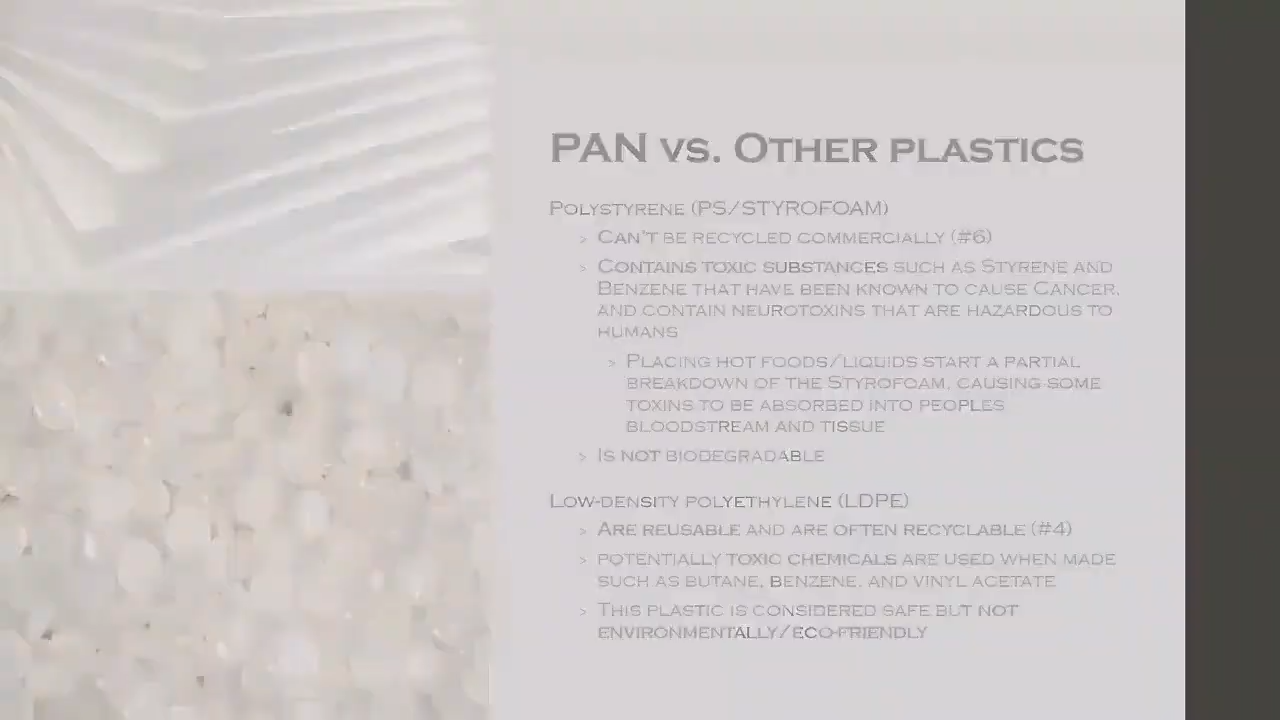 PAN vs. Other plastics
Polystyrene (PS/STYROFOAM)
> Can't be recycled commercially (#6)
> Contains toxic substances such as Styrene and
Benzene that have been known to cause Cancer,
and contain neurotoxins that are hazardous to
humans
> Placing hot foods/liquids start a partial
breakdown of the Styrofoam, causing some
toxins to be absorbed into peoples
bloodstream and tissue
> Is not biodegradable
Low-density polyethylene (LDPE)
> Are reusable and are often recyclable (#4)
> potentially toxic chemicals are used when made
such as butane, benzene, and vinyl acetate
> This plastic is considered safe but not
environmentally/eco-friendly